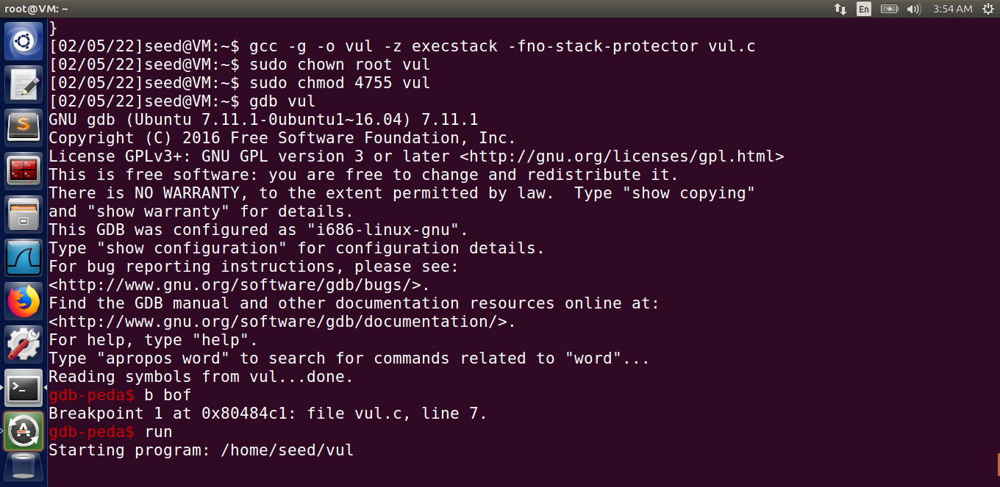 root@VM: ~
En
3:54 AM
}
[02/05/22]seed@VM:~$ gcc -g -o vul -z execstack -fno-stack-protector vul.c
[02/05/22]seed@VM:~$ sudo chown root vul
[02/05/22]seed@VM:~$ sudo chmod 4755 vul
[02/05/22]seed@VM:~$ gdb vul
GNU gdb (Ubuntu 7.11.1-0ubuntu1~16.04) 7.11.1
Copyright (C) 2016 Free Software Foundation, Inc.
License GPLv3+: GNU GPL version 3 or later <http://gnu.org/licenses/gpl.html>
This is free software: you are free to change and redistribute it.
There is NO WARRANTY, to the extent permitted by law.  Type "show copying"
and "show warranty" for details.
This GDB was configured as "i686-linux-gnu".
Type "show configuration" for configuration details.
For bug reporting instructions, please see:
<http://www.gnu.org/software/gdb/bugs/>.
Find the GDB manual and other documentation resources online at:
<http://www.gnu.org/software/gdb/documentation/>.
For help, type "help".
Type "apropos word" to search for commands related to "word"...
Reading symbols from vul...done.
gdb-peda$ b bof
Breakpoint 1 at 0x80484c1: file vul.c, line 7.
gdb-peda$ run
Starting program: /home/seed/vul